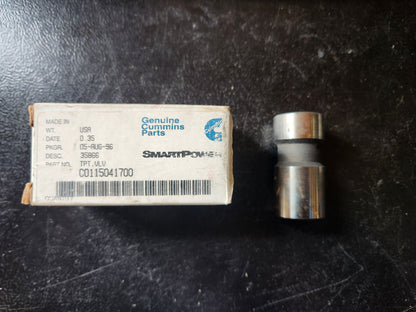 MADE IN USA
WT. 0.35
DATE 05-AUG-96
PKGR. 35866
DESC. TPT,VLV
PART NO. C0115041700
Genuine
Cummins
Parts
SMARTPOWER